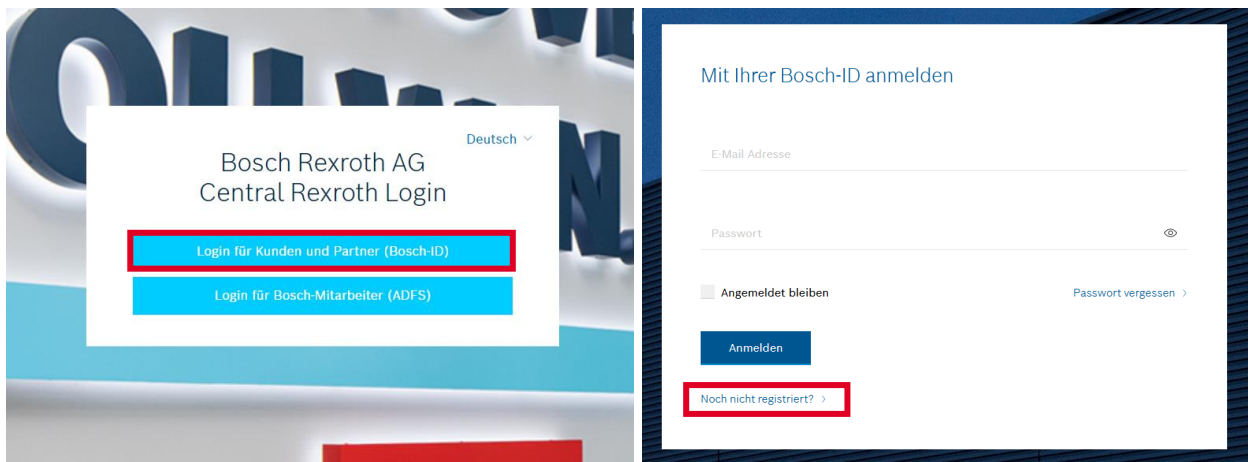 Deutsch
Bosch Rexroth AG
Central Rexroth Login
Login für Kunden und Partner (Bosch-ID)
Login für Bosch-Mitarbeiter (ADFS)
Mit Ihrer Bosch-ID anmelden
E-Mail Adresse
Passwort
Angemeldet bleiben
Passwort vergessen
Anmelden
Noch nicht registriert?